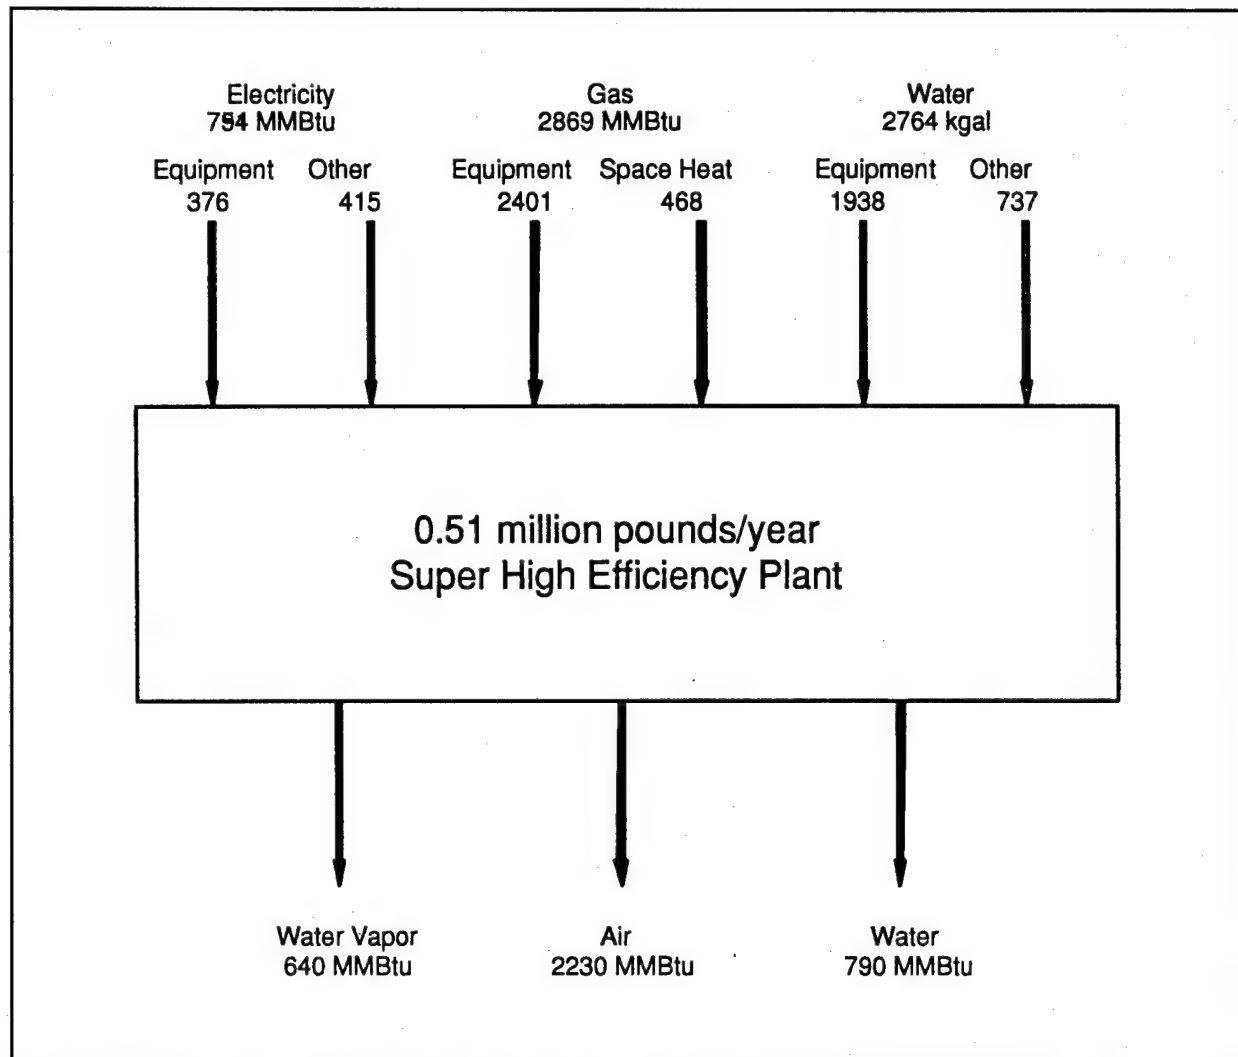 Electricity
754 MMBtu
Gas
2869 MMBtu
Water
2764 kgal
Equipment Other
376 415
Equipment Space Heat
2401 468
Equipment Other
1938 737
0.51 million pounds/year
Super High Efficiency Plant
Water Vapor
640 MMBtu
Air
2230 MMBtu
Water
790 MMBtu